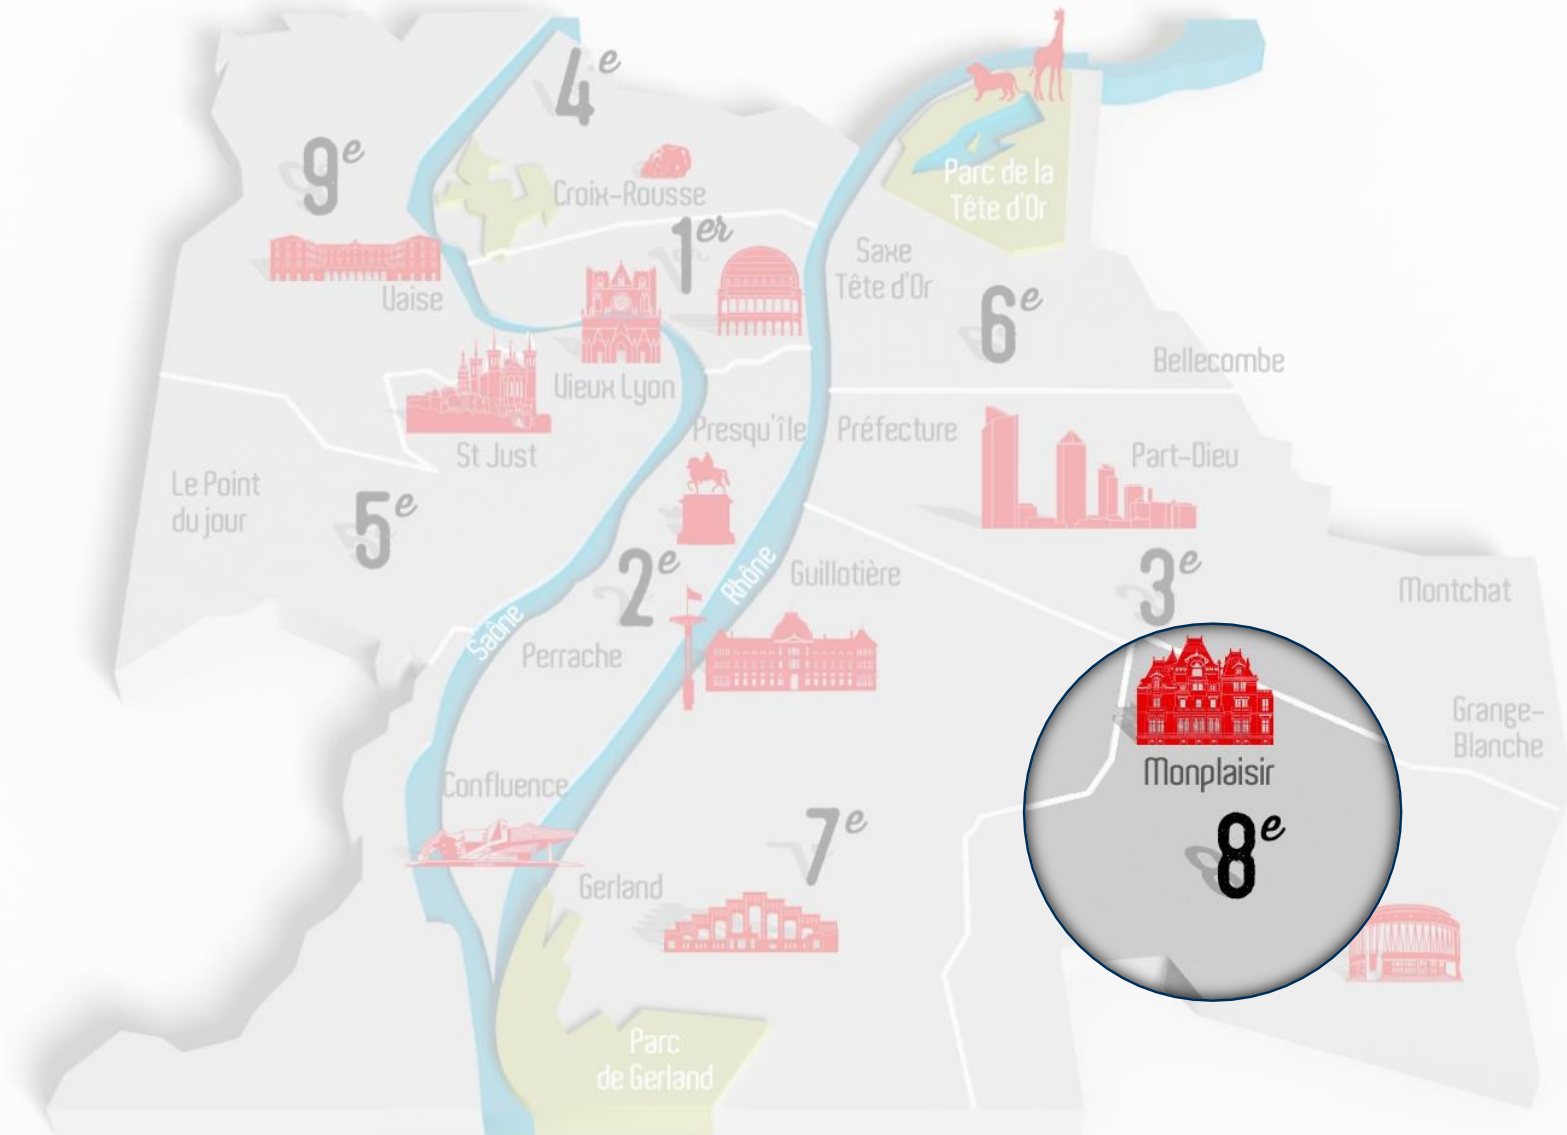 4e
9e
Croix-Rousse
Parc de la
Tête d'Or
1er
Saxe
Tête d'Or
Vaise
6e
Vieux Lyon
Bellecombe
Presqu'île
Préfecture
St Just
Part-Dieu
Le Point
du jour
5e
2e
Rhône
Guillotière
3e
Montchat
Saône
Perrache
Grange-
Blanche
Monplaisir
Confluence
7e
8e
Gerland
Parc
de Gerland